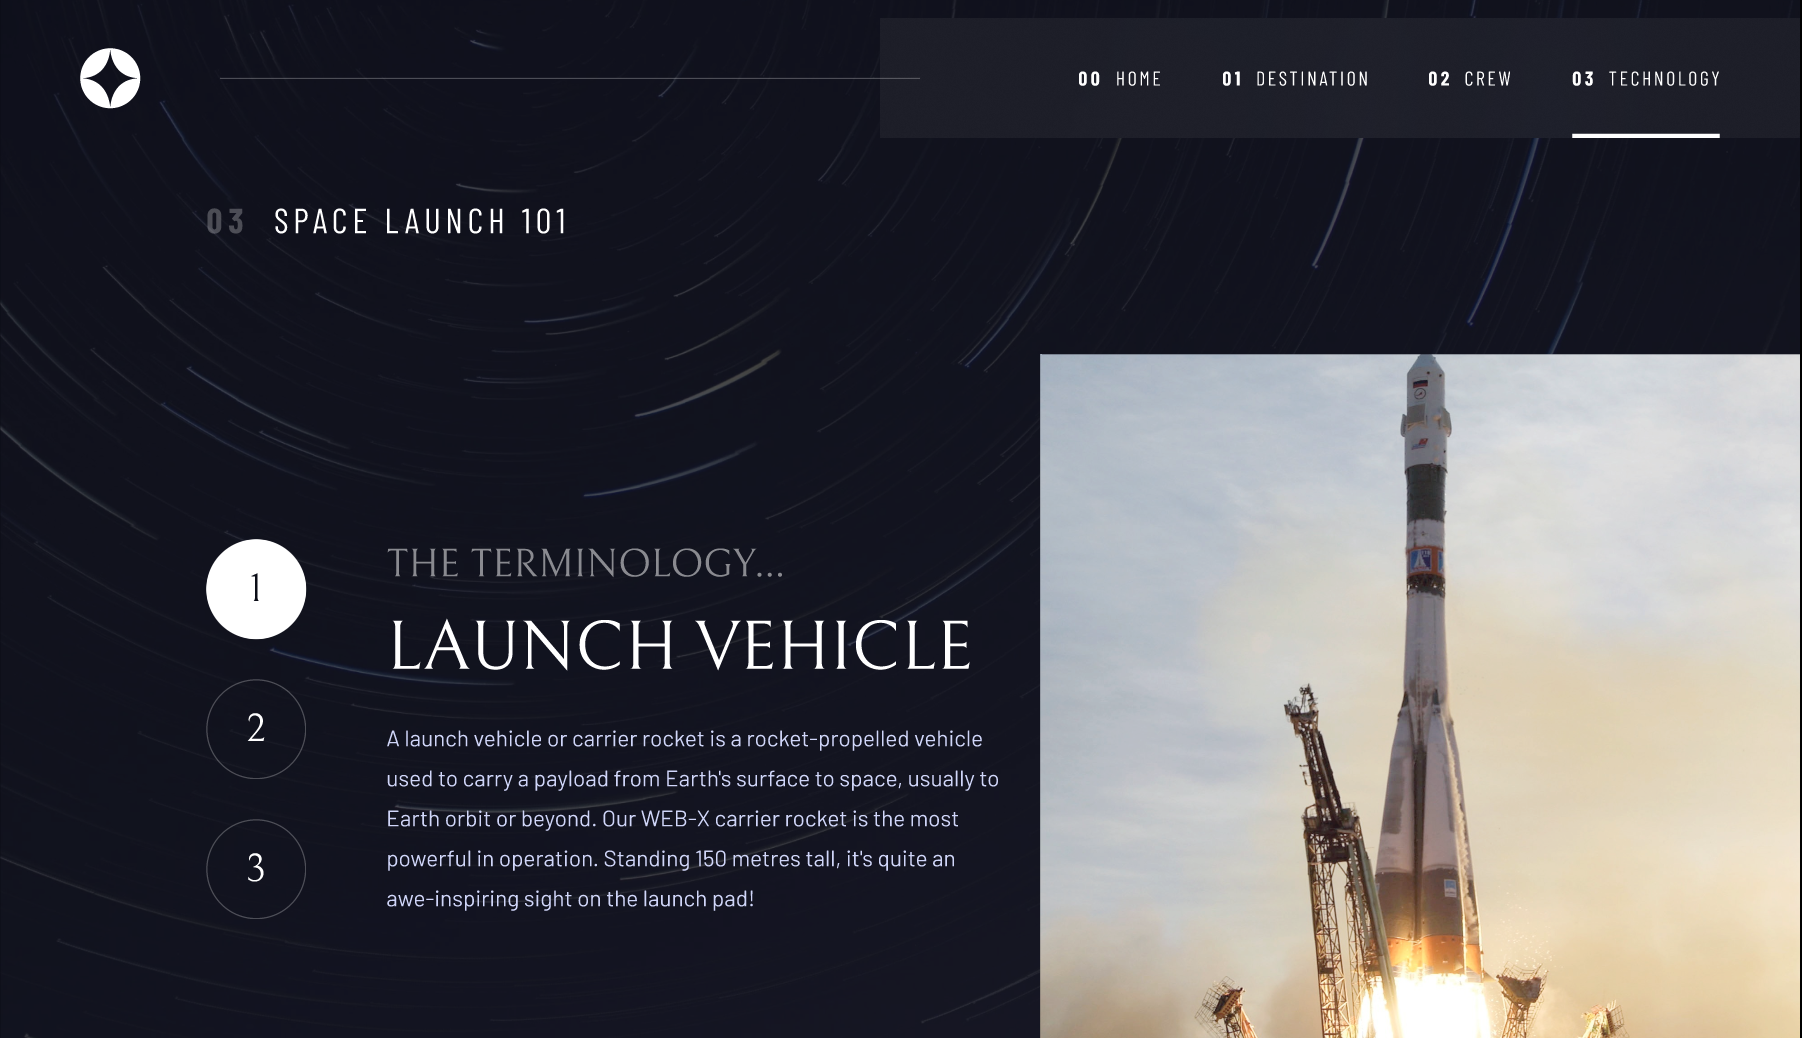 00 HOME 01 DESTINATION 02 CREW 03 TECHNOLOGY
03 SPACE LAUNCH 101
1
2
3
THE TERMINOLOGY...
LAUNCH VEHICLE
A launch vehicle or carrier rocket is a rocket-propelled vehicle
used to carry a payload from Earth's surface to space, usually to
Earth orbit or beyond. Our WEB-X carrier rocket is the most
powerful in operation. Standing 150 metres tall, it's quite an
awe-inspiring sight on the launch pad!